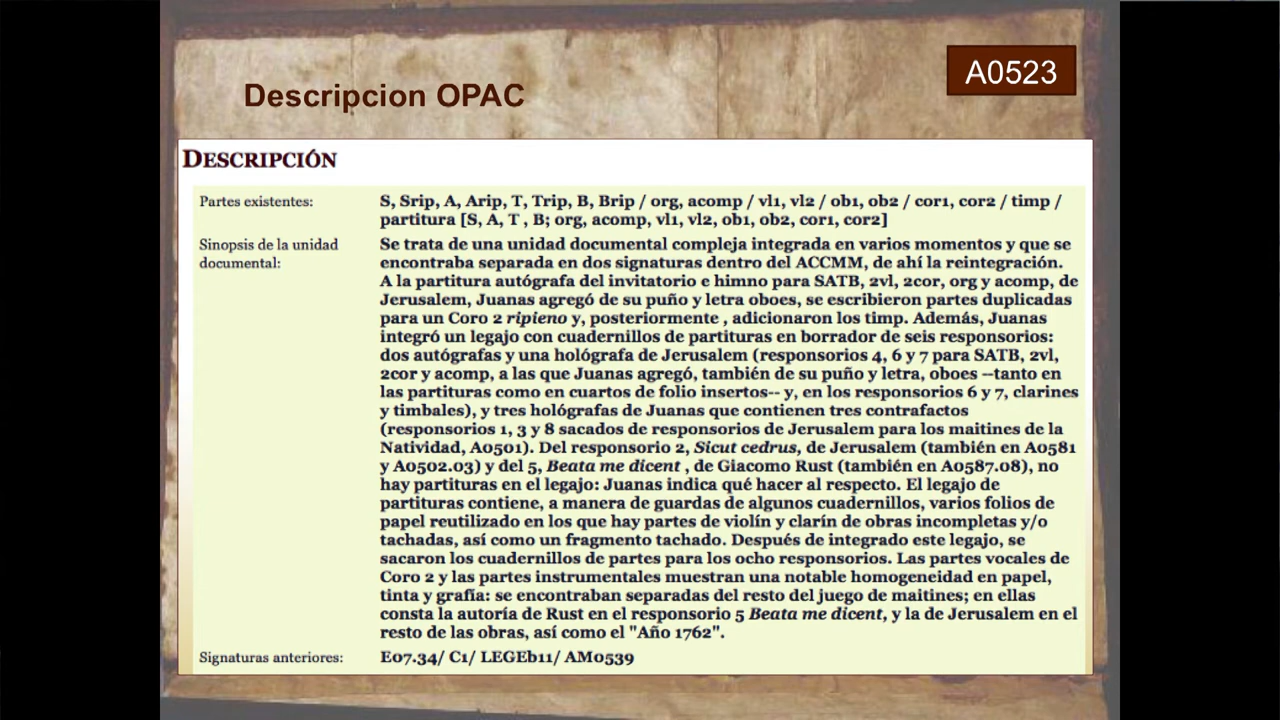 A0523
Descripcion OPAC
DESCRIPCIÓN
Partes existentes:
S, Srip, A, Arip, T, Trip, B, Brip / org, acomp / vl1, vl2 / ob1, ob2 / cor1, cor2 / timp /
partitura [S, A, T , B; org, acomp, vl1, vl2, ob1, ob2, cor1, cor2]
Sinopsis de la unidad
documental:
Se trata de una unidad documental compleja integrada en varios momentos y que se
encontraba separada en dos signaturas dentro del ACCMM, de ahí la reintegración.
A la partitura autógrafa del invitatorio e himno para SATB, 2vl, 2cor, org y acomp, de
Jerusalem, Juanas agregó de su puño y letra oboes, se escribieron partes duplicadas
para un Coro 2 ripieno y, posteriormente , adicionaron los timp. Además, Juanas
integró un legajo con cuadernillos de partituras en borrador de seis responsorios:
dos autógrafas y una hológrafa de Jerusalem (responsorios 4, 6 y 7 para SATB, 2vl,
2cor y acomp, a las que Juanas agregó, también de su puño y letra, oboes --tanto en
las partituras como en cuartos de folio insertos-- y, en los responsorios 6 y 7, clarines
y timbales), y tres hológrafas de Juanas que contienen tres contrafactos
(responsorios 1, 3 y 8 sacados de responsorios de Jerusalem para los maitines de la
Natividad, A0501). Del responsorio 2, Sicut cedrus, de Jerusalem (también en A0581
y A0502.03) y del 5, Beata me dicent , de Giacomo Rust (también en A0587.08), no
hay partituras en el legajo: Juanas indica qué hacer al respecto. El legajo de
partituras contiene, a manera de guardas de algunos cuadernillos, varios folios de
papel reutilizado en los que hay partes de violín y clarín de obras incompletas y/o
tachadas, así como un fragmento tachado. Después de integrado este legajo, se
sacaron los cuadernillos de partes para los ocho responsorios. Las partes vocales de
Coro 2 y las partes instrumentales muestran una notable homogeneidad en papel,
tinta y grafía: se encontraban separadas del resto del juego de maitines; en ellas
consta la autoría de Rust en el responsorio 5 Beata me dicent, y la de Jerusalem en el
resto de las obras, así como el "Año 1762".
Signaturas anteriores:
E07.34/ C1/ LEGEb11/ AM0539